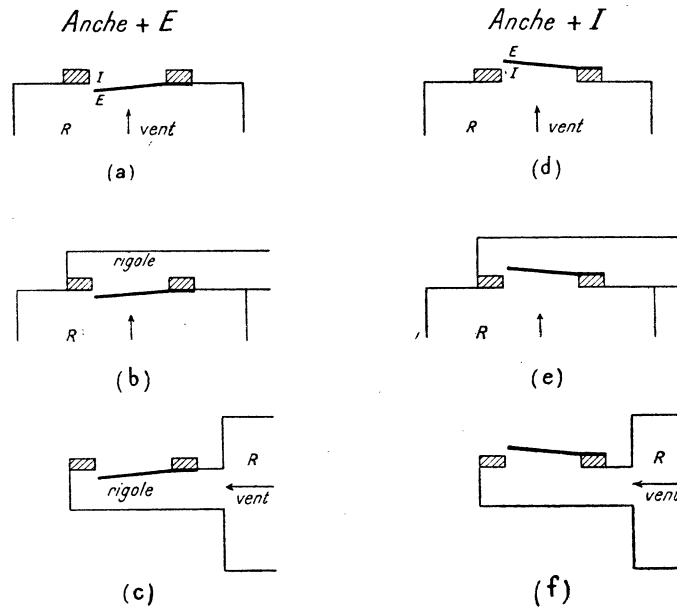 Anche + E
Anche + I
I
E
R
vent
(a)
E
I
R
vent
(d)
rigole
R
(b)
R
(e)
R
rigole
vent
(c)
R
vent
(f)